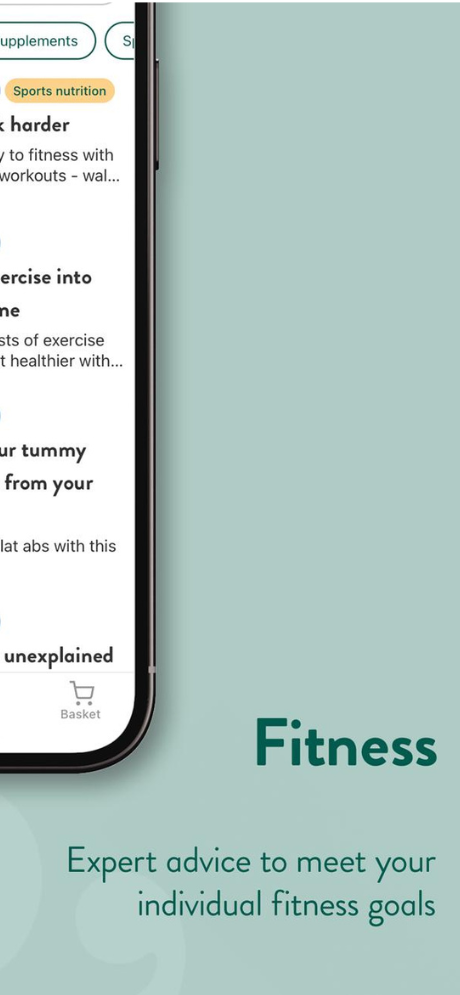 upplements
Sports nutrition
harder
y to fitness with
workouts - wal...
ercise into
ne
sts of exercise
t healthier with...
ur tummy
from your
lat abs with this
unexplained
Basket
Fitness
Expert advice to meet your
individual fitness goals